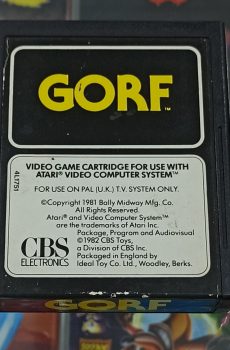 GORF™
VIDEO GAME CARTRIDGE FOR USE WITH
ATARI® VIDEO COMPUTER SYSTEM™
FOR USE ON PAL (U.K.) T.V. SYSTEM ONLY.
©Copyright 1981 Bally Midway Mfg. Co.
All Rights Reserved.
Atari® and Video Computer System™
are the trademarks of Atari Inc.
Package, Program and Audiovisual
©1982 CBS Toys,
a Division of CBS Inc.
Packaged in England by
Ideal Toy Co. Ltd., Woodley, Berks.
CBS
ELECTRONICS
4L1751
GORF